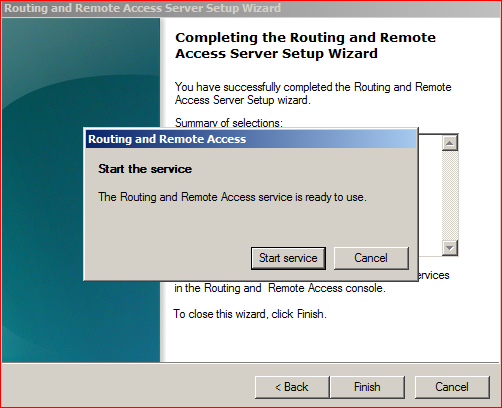 Routing and Remote Access Server Setup Wizard
Completing the Routing and Remote
Access Server Setup Wizard
You have successfully completed the Routing and Remote
Access Server Setup wizard.
Summary of selections:
Routing and Remote Access
Start the service
The Routing and Remote Access service is ready to use.
Start service
Cancel
in the Routing and Remote Access console.
To close this wizard, click Finish.
< Back
Finish
Cancel